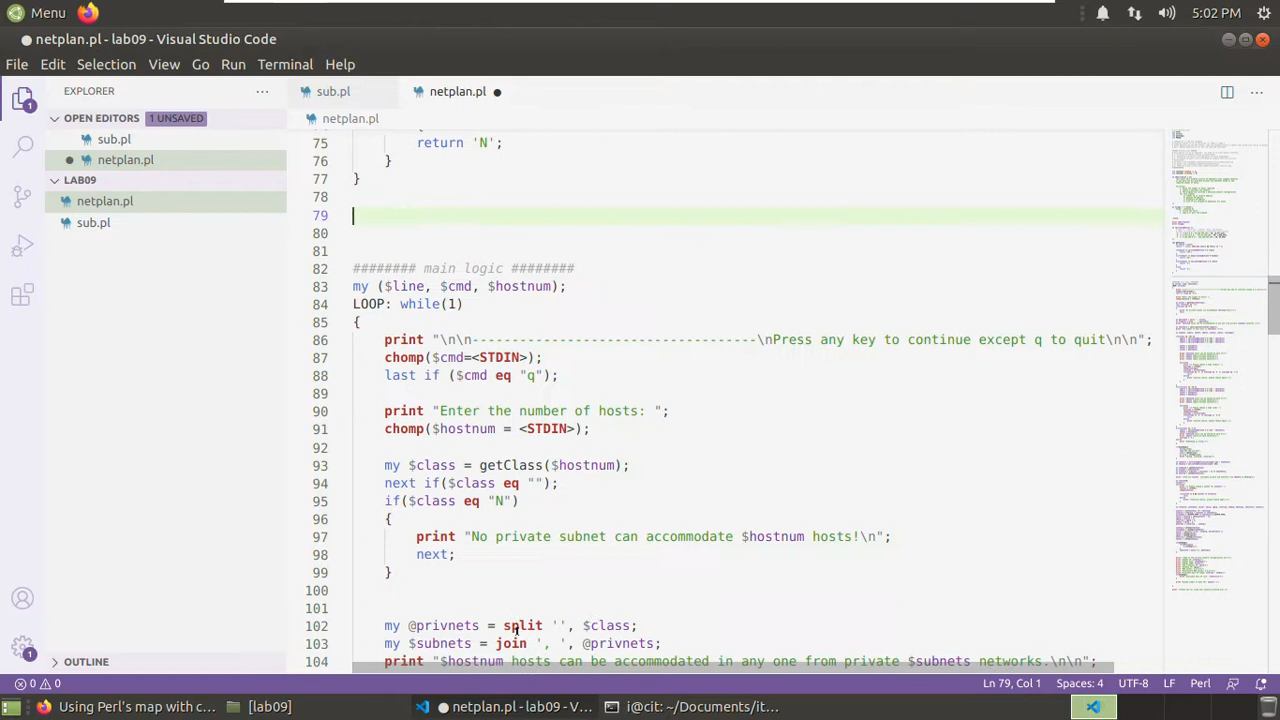 Menu
5:02 PM
netplan.pl - lab09 - Visual Studio Code
File Edit Selection View Go Run Terminal Help
1
EXPLORER
OPEN EDITORS 1 UNSAVED
sub.pl
netplan.pl
LAB09
netplan.pl
sub.pl
OUTLINE
1
sub.pl
netplan.pl
netplan.pl
75 return 'N';
76 }
77 }
78
79
80
81
82 ######## main logic ########
83 my ($line, $cmd, $hostnum);
84 LOOP: while(1)
85 {
86 print "\n\n------------------------------------\nPress any key to continue except q to quit\n\n";
87 chomp($cmd=<STDIN>);
88 last if ($cmd eq "q");
89
90 print "Enter the number of hosts: ";
91 chomp($hostnum = <STDIN>);
92
93 my $class = getclass($hostnum);
94 next if($class eq "");
95 if($class eq "N")
96 {
97 print "No private subnet can accommodate $hostnum hosts!\n";
98 next;
99 }
100
101
102 my @privnets = split '', $class;
103 my $subnets = join ', ', @privnets;
104 print "$hostnum hosts can be accommodated in any one from private $subnets networks.\n\n";
0 0
Ln 79, Col 1 Spaces: 4 UTF-8 LF Perl
Using Perl's map with c...
[lab09]
netplan.pl - lab09 - V...
i@cit: ~/Documents/it...